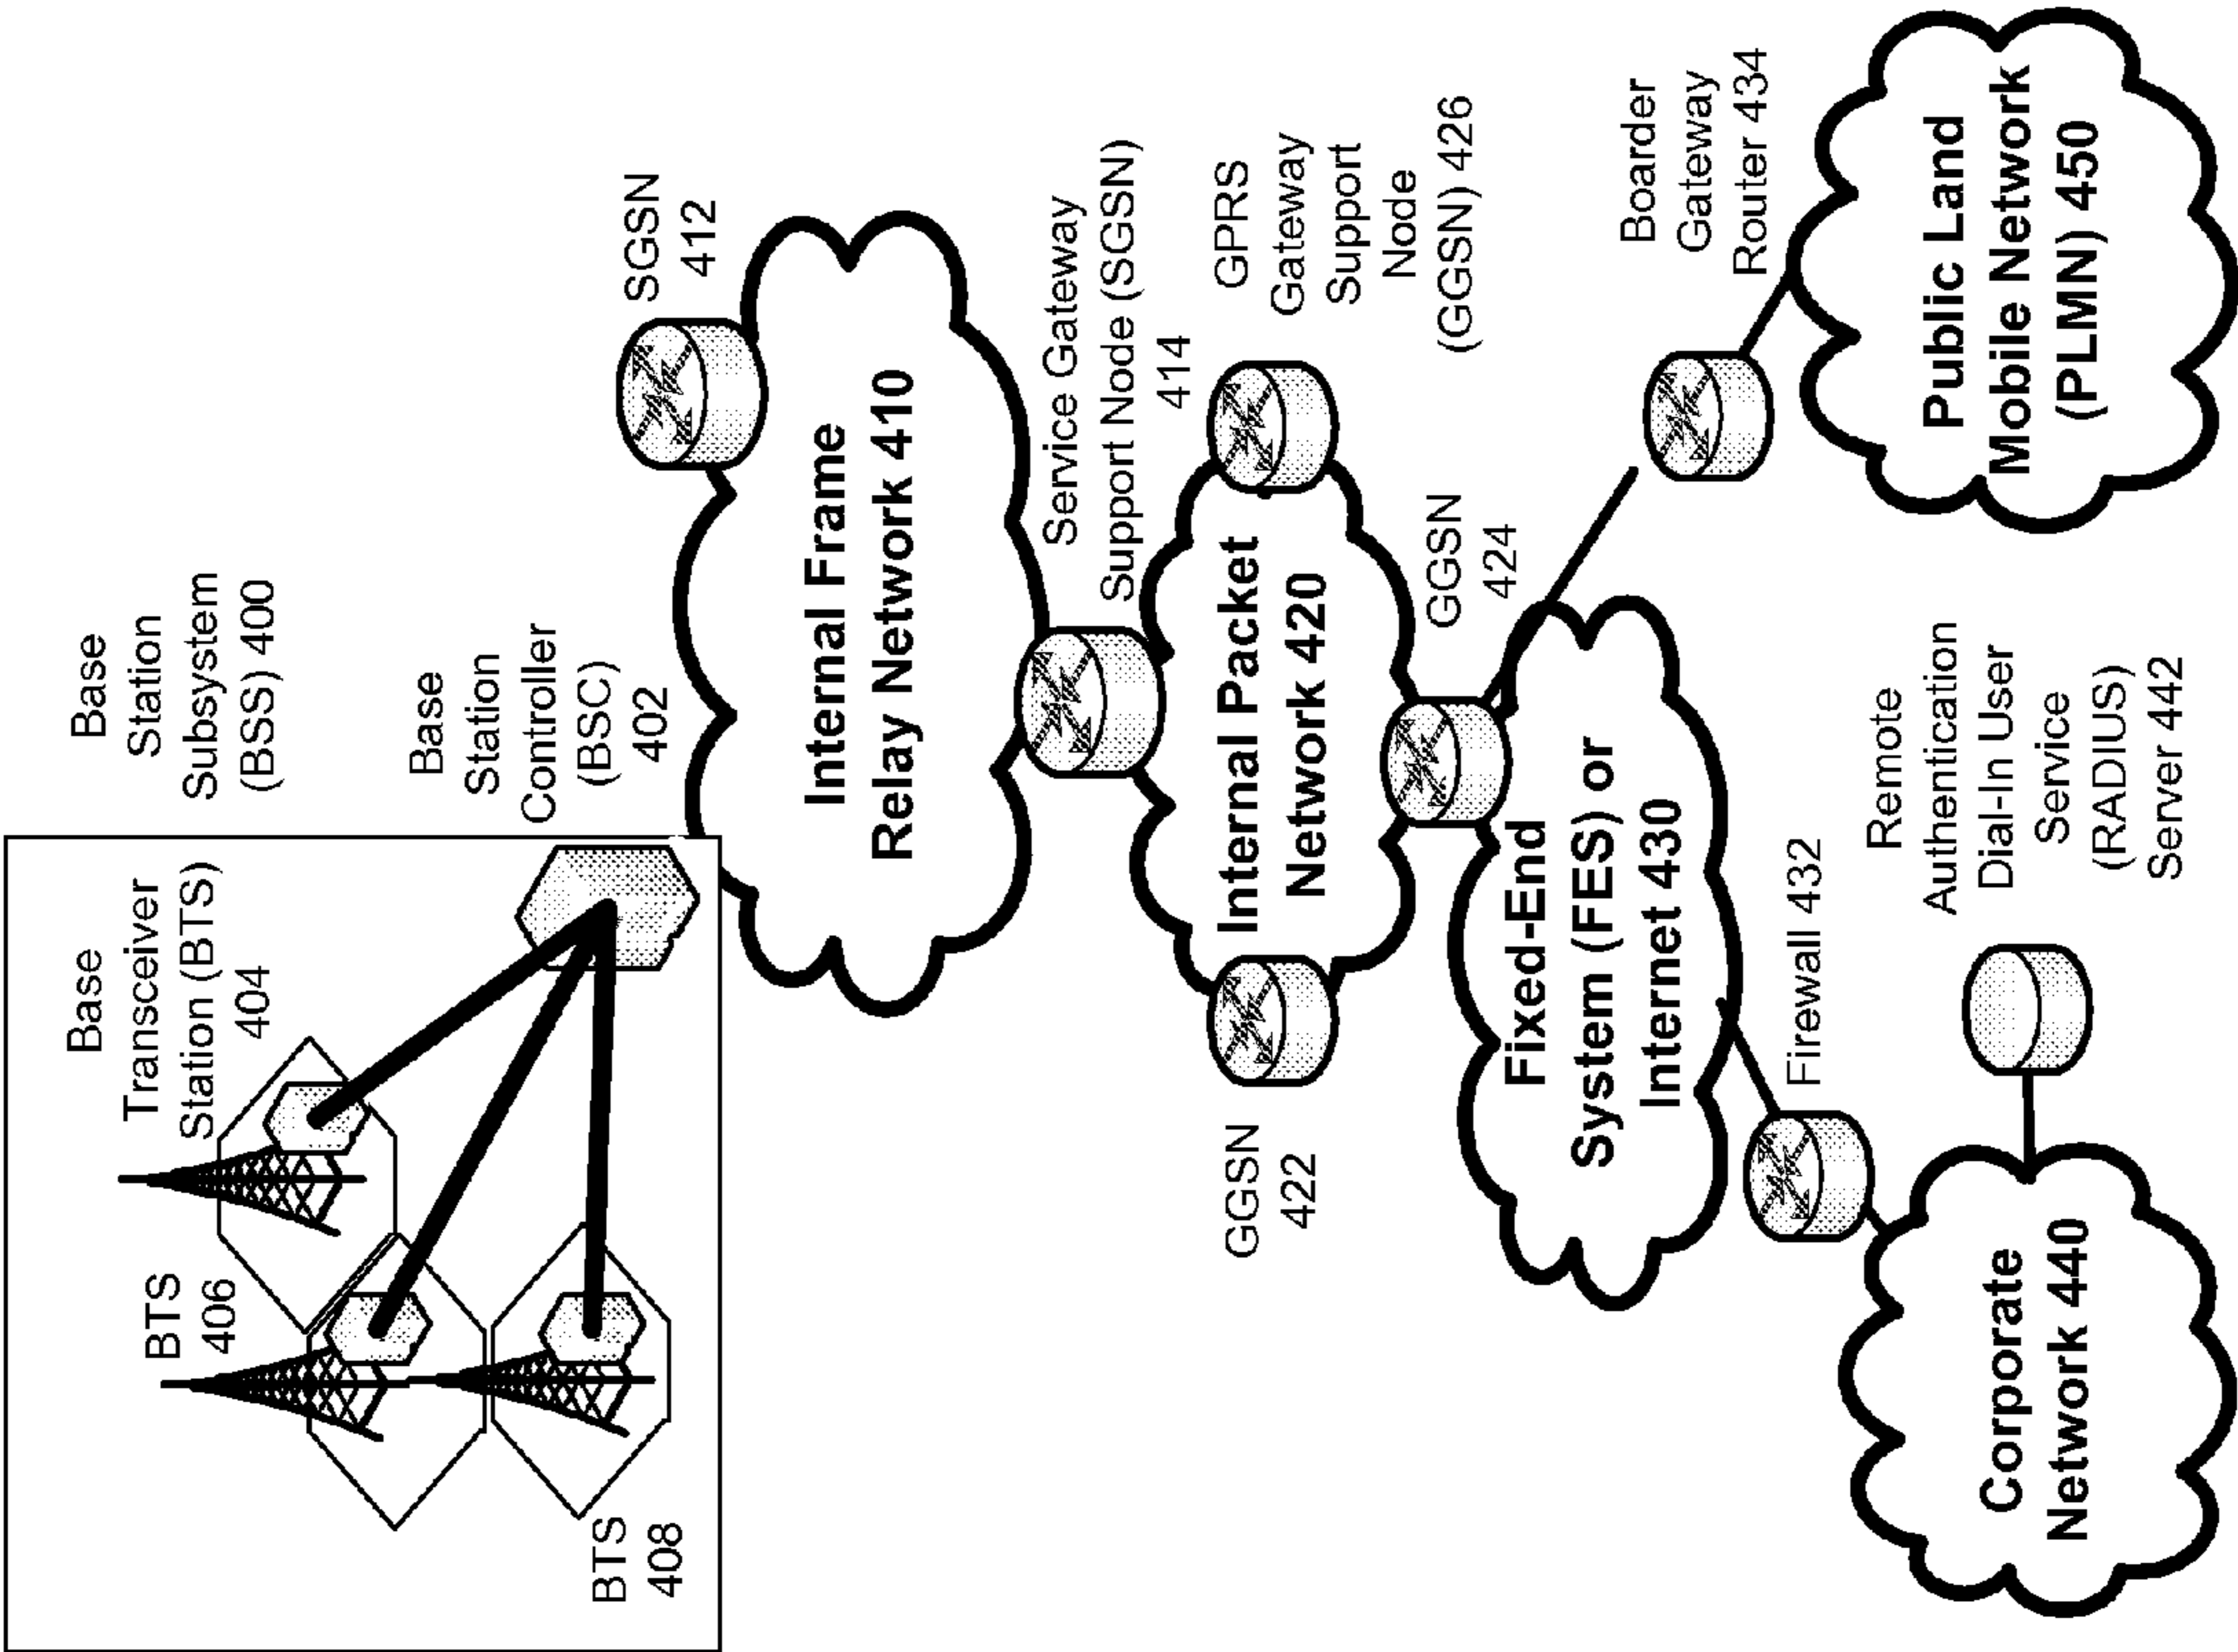 Base
Station
Subsystem
(BSS) 400
Base
Transceiver
Station (BTS)
404
BTS
406
BTS
408
Base
Station
Controller
(BSC)
402
SGSN
412
Internal Frame
Relay Network 410
Service Gateway
Support Node (SGSN)
414
GPRS
Gateway
Support
Node
(GGSN) 426
Internal Packet
Network 420
GGSN
422
GGSN
424
Fixed-End
System (FES) or
Internet 430
Boarder
Gateway
Router 434
Public Land
Mobile Network
(PLMN) 450
Firewall 432
Remote
Authentication
Dial-In User
Service
(RADIUS)
Server 442
Corporate
Network 440